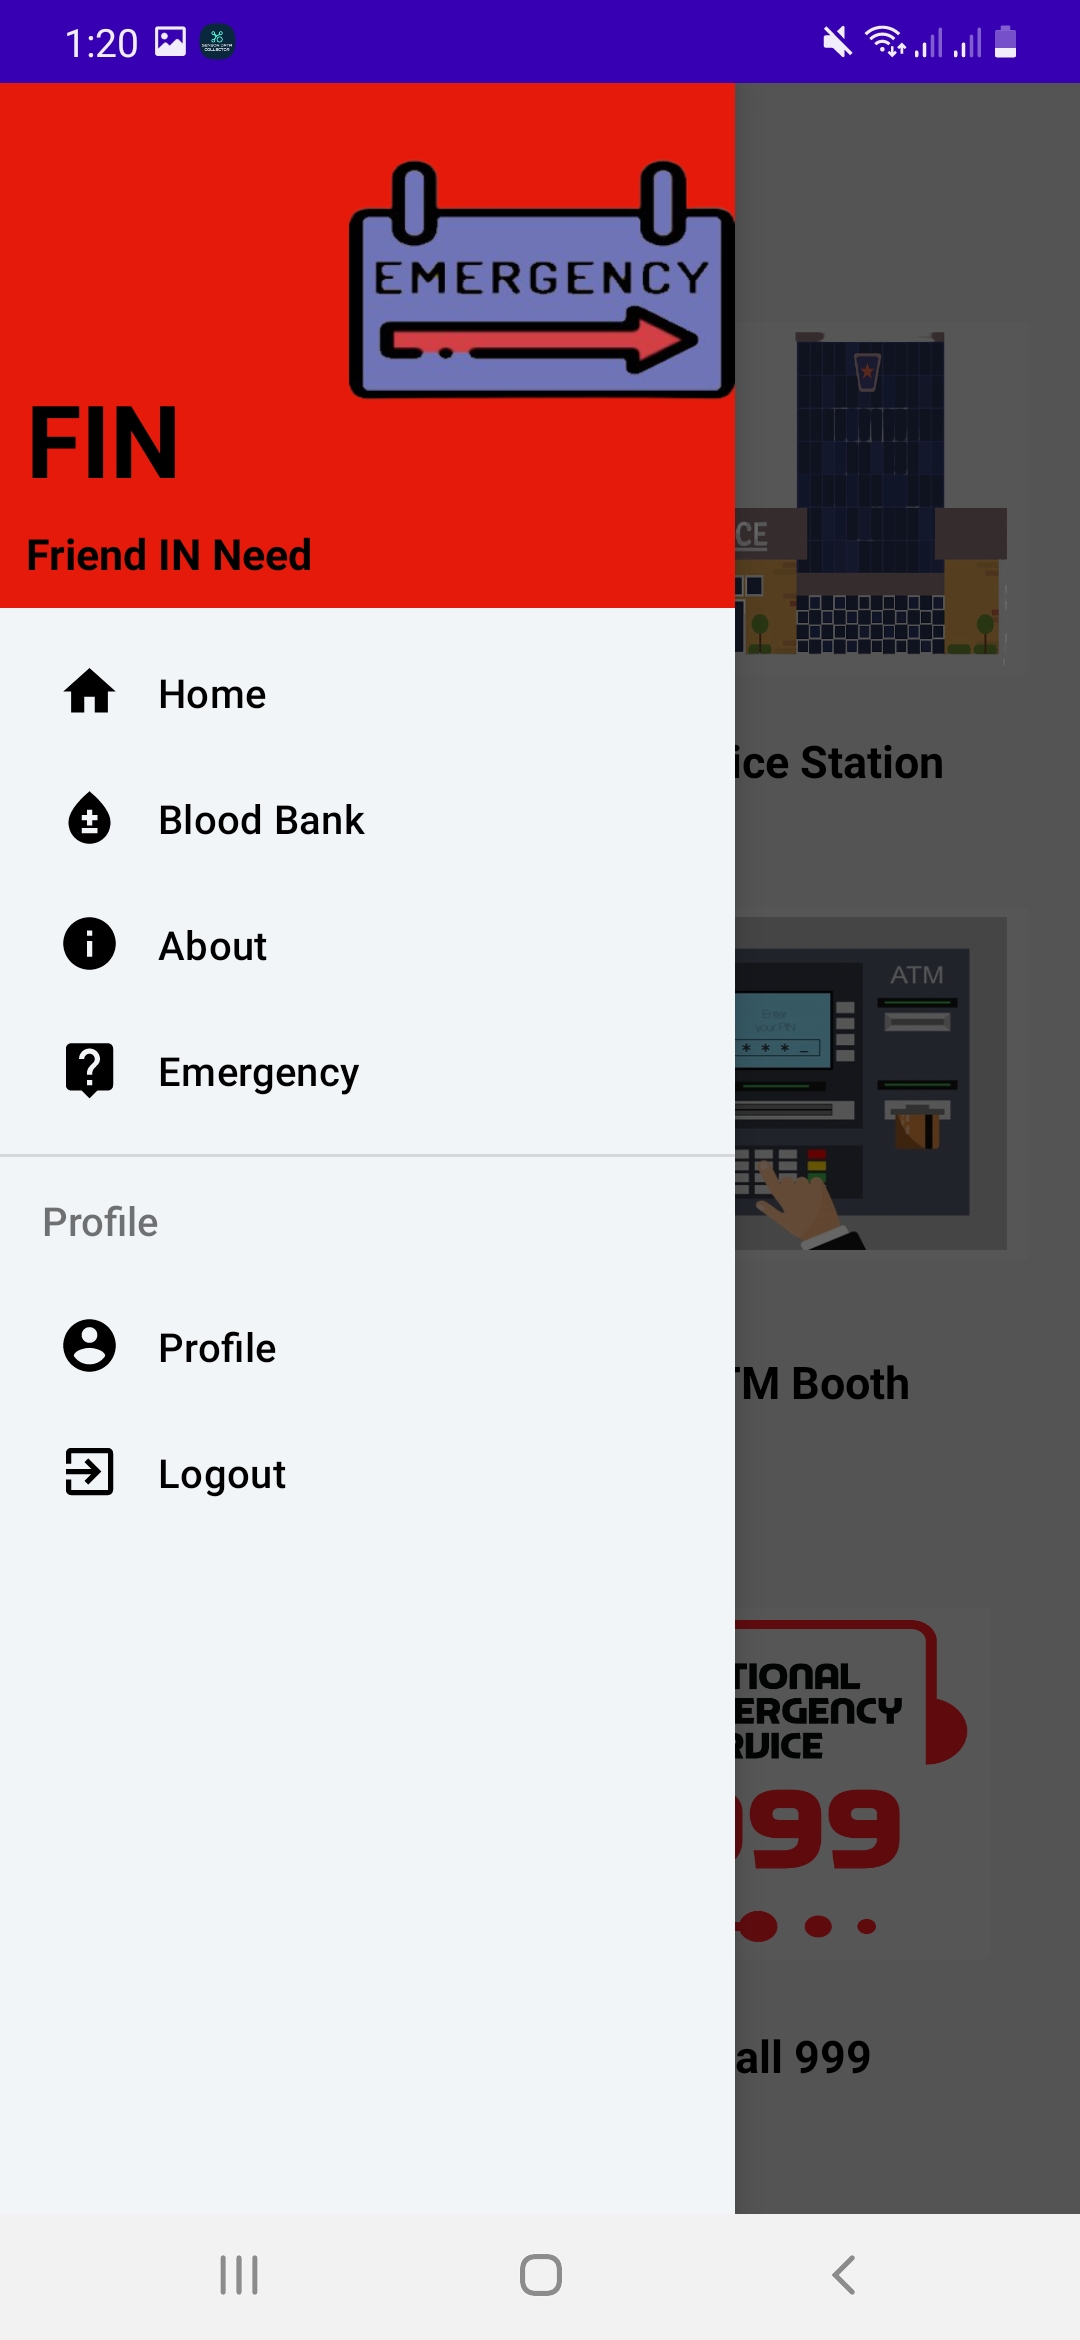 1:20
EMERGENCY
FIN
Friend IN Need
Home
Blood Bank
About
Emergency
Profile
Profile
Logout
CE
ice Station
ATM
Enter
your PIN
* * * _
TM Booth
TIONAL
ERGENCY
RVICE
999
all 999